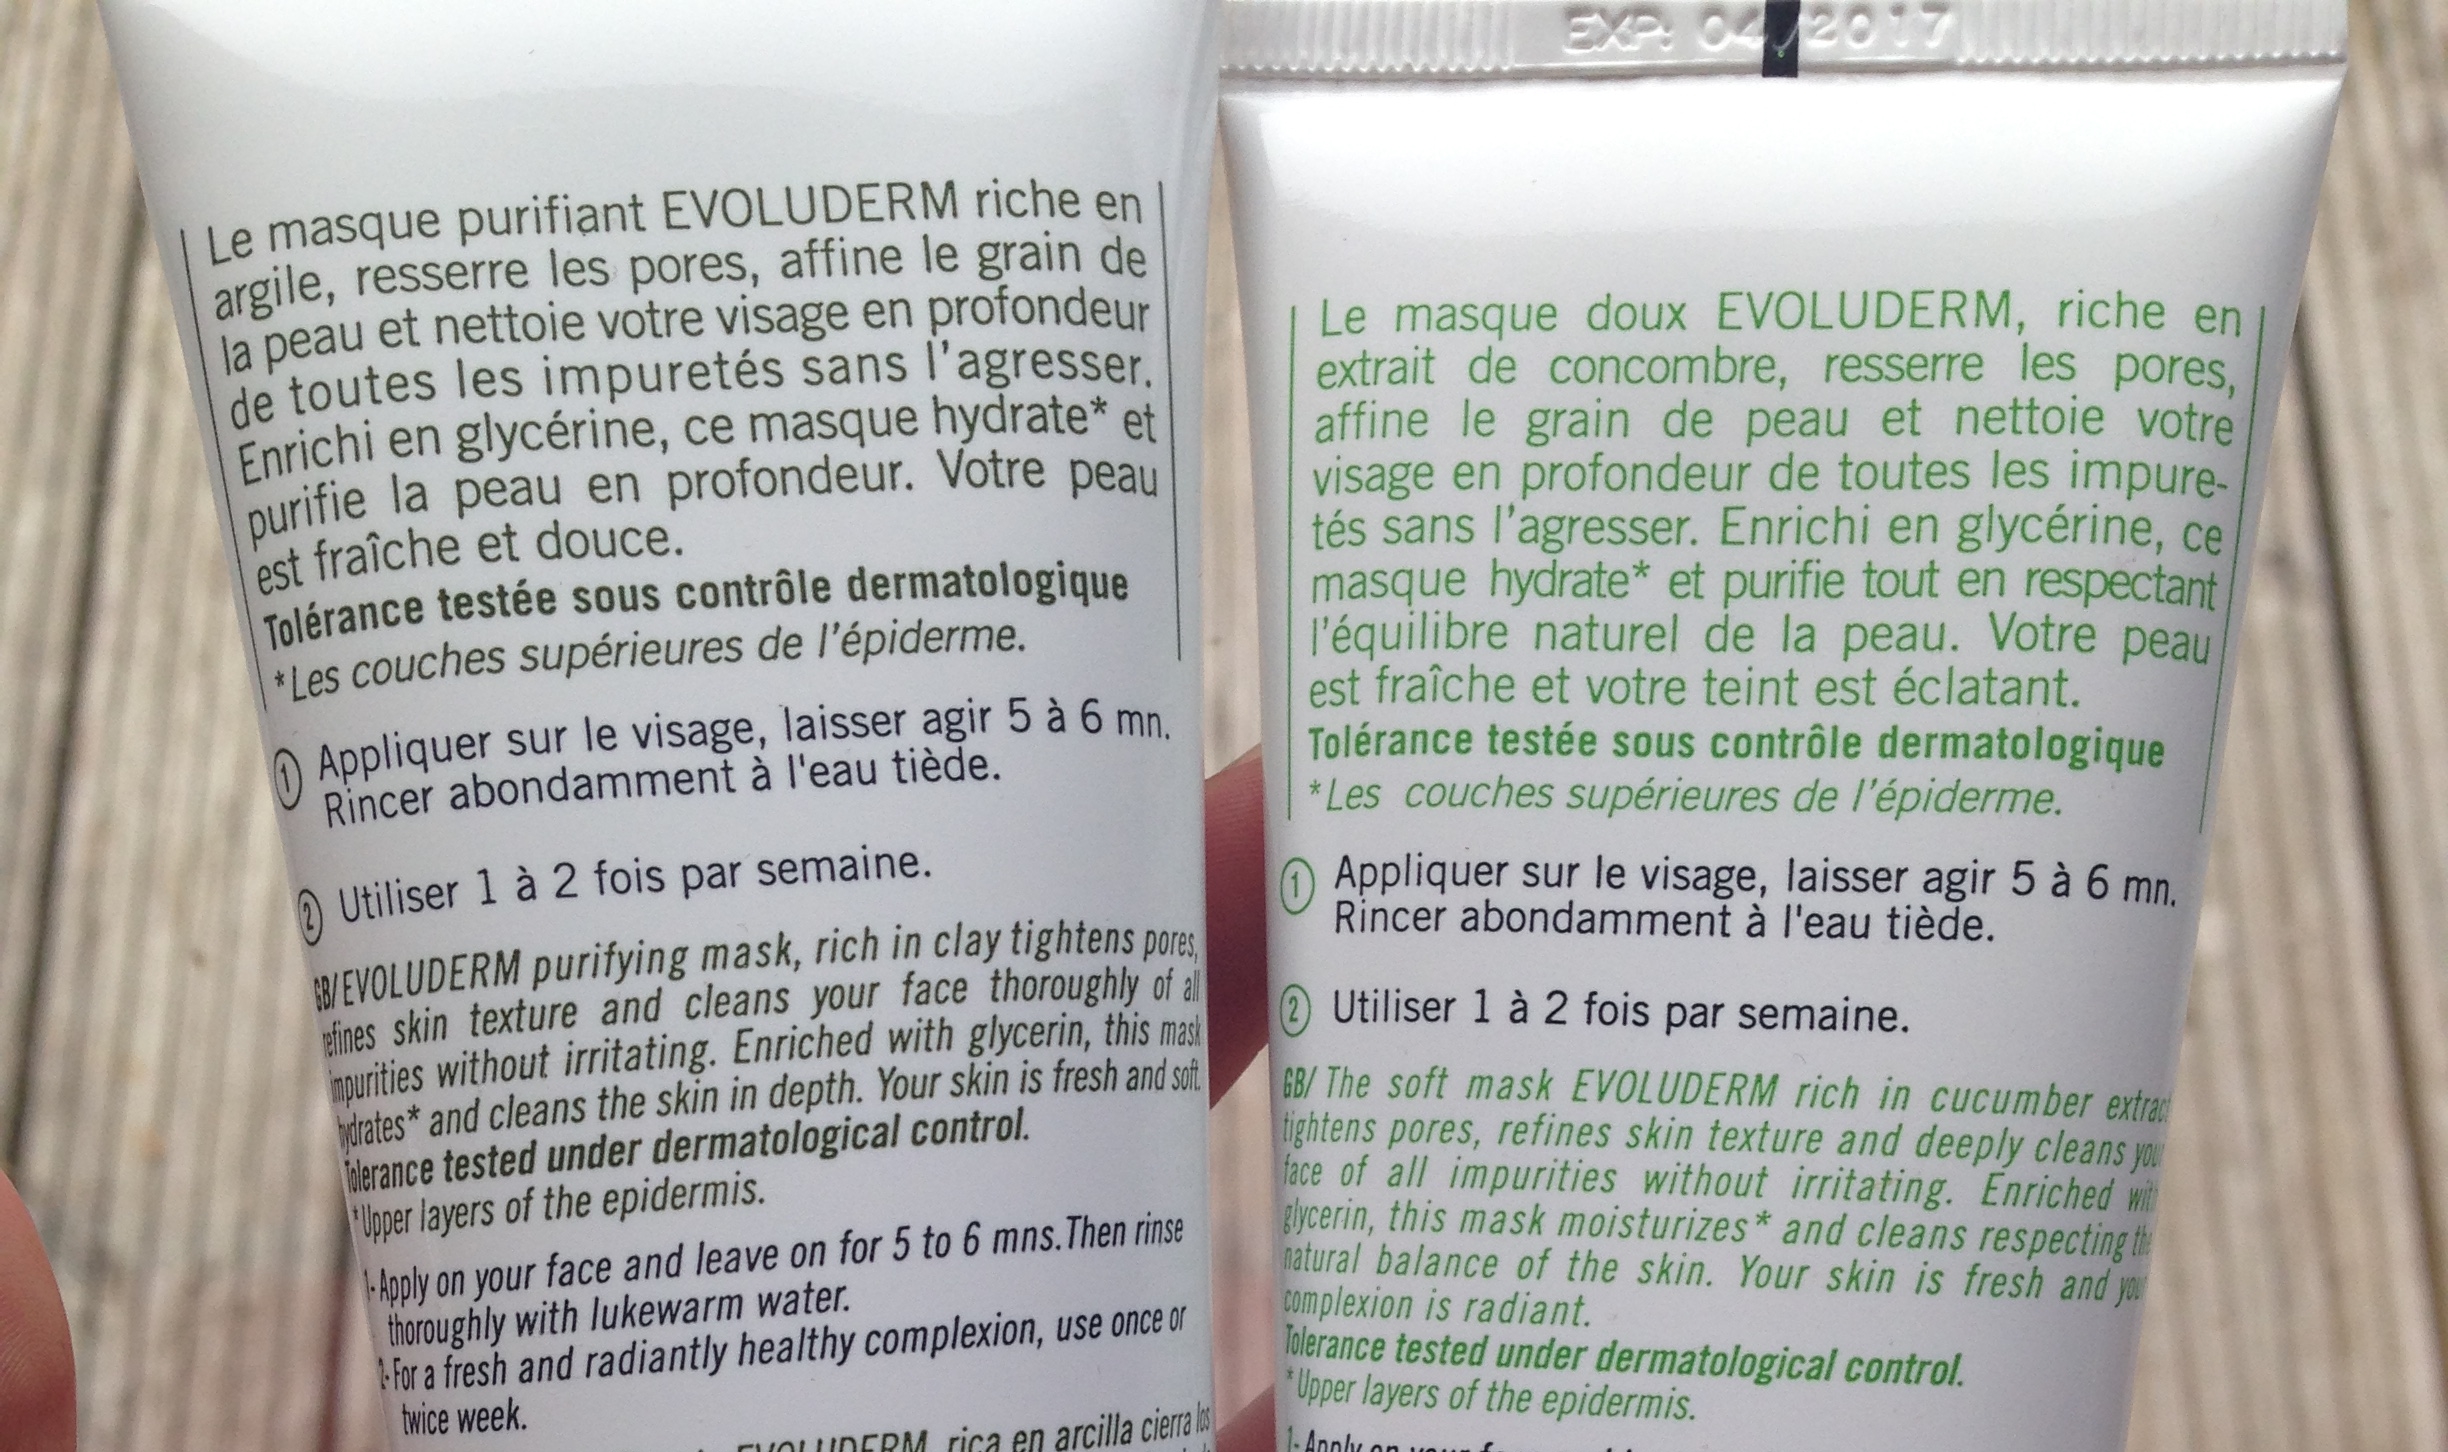 Le masque purifiant EVOLUDERM riche en
argile, resserre les pores, affine le grain de
la peau et nettoie votre visage en profondeur
de toutes les impuretés sans l'agresser.
Enrichi en glycérine, ce masque hydrate* et
purifie la peau en profondeur. Votre peau
est fraîche et douce.
Tolérance testée sous contrôle dermatologique
*Les couches supérieures de l'épiderme.
1 Appliquer sur le visage, laisser agir 5 à 6 mn.
Rincer abondamment à l'eau tiède.
2 Utiliser 1 à 2 fois par semaine.
GB/EVOLUDERM purifying mask, rich in clay tightens pores,
refines skin texture and cleans your face thoroughly of all
impurities without irritating. Enriched with glycerin, this mask
hydrates* and cleans the skin in depth. Your skin is fresh and soft.
Tolerance tested under dermatological control.
*Upper layers of the epidermis.
1- Apply on your face and leave on for 5 to 6 mns.Then rinse
thoroughly with lukewarm water.
2- For a fresh and radiantly healthy complexion, use once or
twice week.
EVOLUDERM rica en arcilla cierra los
EXP: 04/2017
Le masque doux EVOLUDERM, riche en
extrait de concombre, resserre les pores,
affine le grain de peau et nettoie votre
visage en profondeur de toutes les impure-
tés sans l'agresser. Enrichi en glycérine, ce
masque hydrate* et purifie tout en respectant
l'équilibre naturel de la peau. Votre peau
est fraîche et votre teint est éclatant.
Tolérance testée sous contrôle dermatologique
*Les couches supérieures de l'épiderme.
1 Appliquer sur le visage, laisser agir 5 à 6 mn.
Rincer abondamment à l'eau tiède.
2 Utiliser 1 à 2 fois par semaine.
GB/ The soft mask EVOLUDERM rich in cucumber extract
tightens pores, refines skin texture and deeply cleans your
face of all impurities without irritating. Enriched with
glycerin, this mask moisturizes* and cleans respecting the
natural balance of the skin. Your skin is fresh and your
complexion is radiant.
Tolerance tested under dermatological control.
*Upper layers of the epidermis.
1- Apply on your